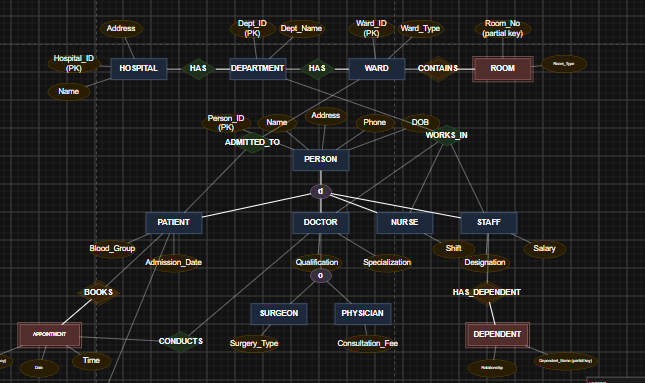 Address
Dept_ID
(PK)
Dept_Name
Ward_ID
(PK)
Ward_Type
Room_No
(partial key)
Hospital_ID
(PK)
HOSPITAL
HAS
DEPARTMENT
HAS
WARD
CONTAINS
ROOM
Room_Type
Name
Person_ID
(PK)
Name
Address
Phone
DOB
ADMITTED_TO
WORKS_IN
PERSON
d
PATIENT
DOCTOR
NURSE
STAFF
Blood_Group
Admission_Date
Qualification
Specialization
Shift
Designation
Salary
o
BOOKS
HAS_DEPENDENT
SURGEON
PHYSICIAN
APPOINTMENT
CONDUCTS
Surgery_Type
Consultation_Fee
DEPENDENT
Date
Time
Relationship
Dependent_Name (partial key)